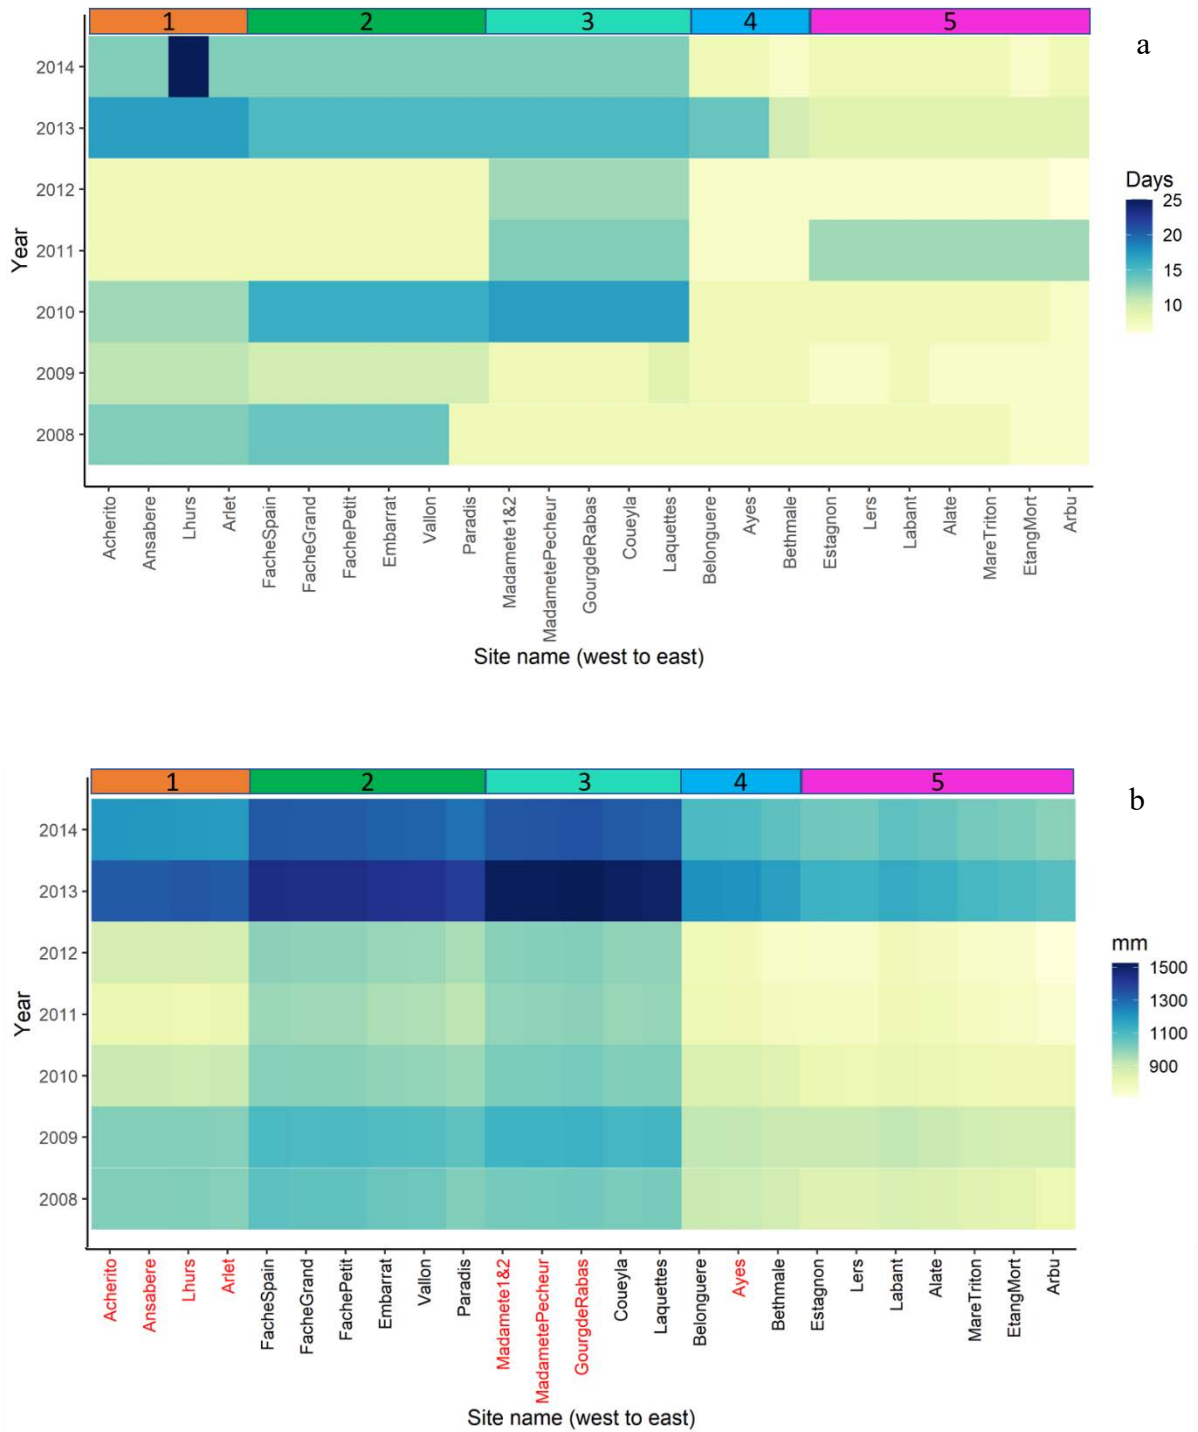 1 2 3 4 5
a
2014
2013
2012
2011
2010
2009
2008
Year
Days
25
20
15
10
Acherito
Ansabere
Lhurs
Arlet
FacheSpain
FacheGrand
FachePetit
Embarrat
Vallon
Paradis
Madamete1&2
MadametePecheur
GourgdeRabas
Coueyla
Laquettes
Belonguere
Ayes
Bethmale
Estagnon
Lers
Labant
Alate
MareTriton
EtangMort
Arbu
Site name (west to east)
1 2 3 4 5
b
2014
2013
2012
2011
2010
2009
2008
Year
mm
1500
1300
1100
900
Acherito
Ansabere
Lhurs
Arlet
FacheSpain
FacheGrand
FachePetit
Embarrat
Vallon
Paradis
Madamete1&2
MadametePecheur
GourgdeRabas
Coueyla
Laquettes
Belonguere
Ayes
Bethmale
Estagnon
Lers
Labant
Alate
MareTriton
EtangMort
Arbu
Site name (west to east)